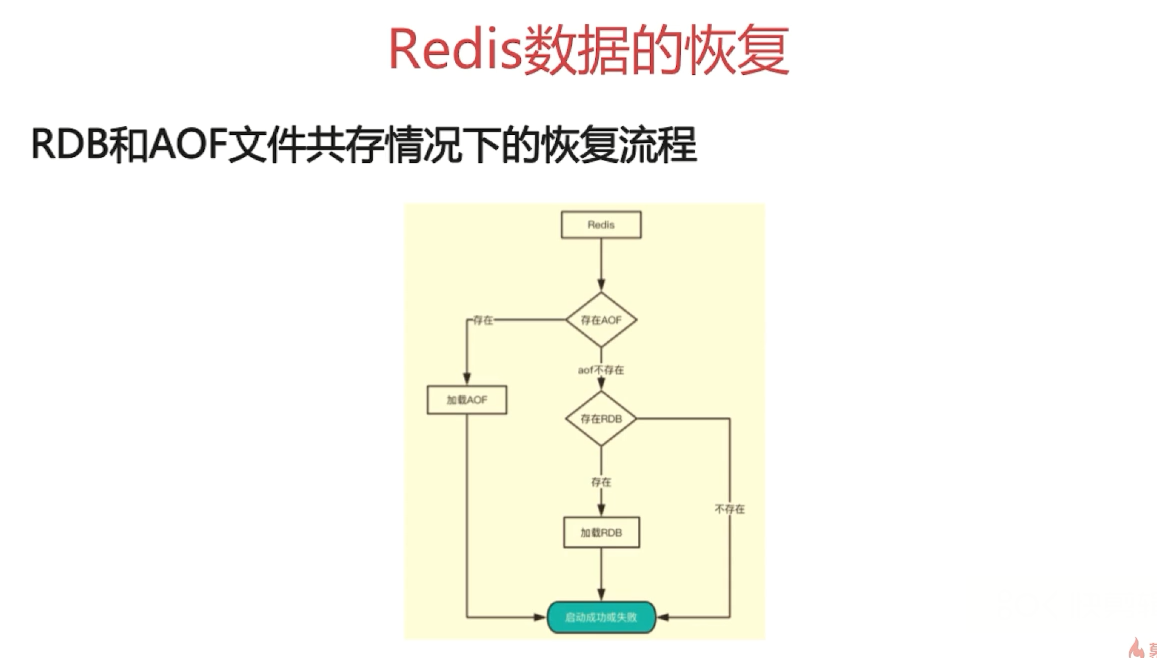 Redis数据的恢复
RDB和AOF文件共存情况下的恢复流程
Redis
存在AOF
存在
aof不存在
加载AOF
存在RDB
存在
不存在
加载RDB
启动成功或失败